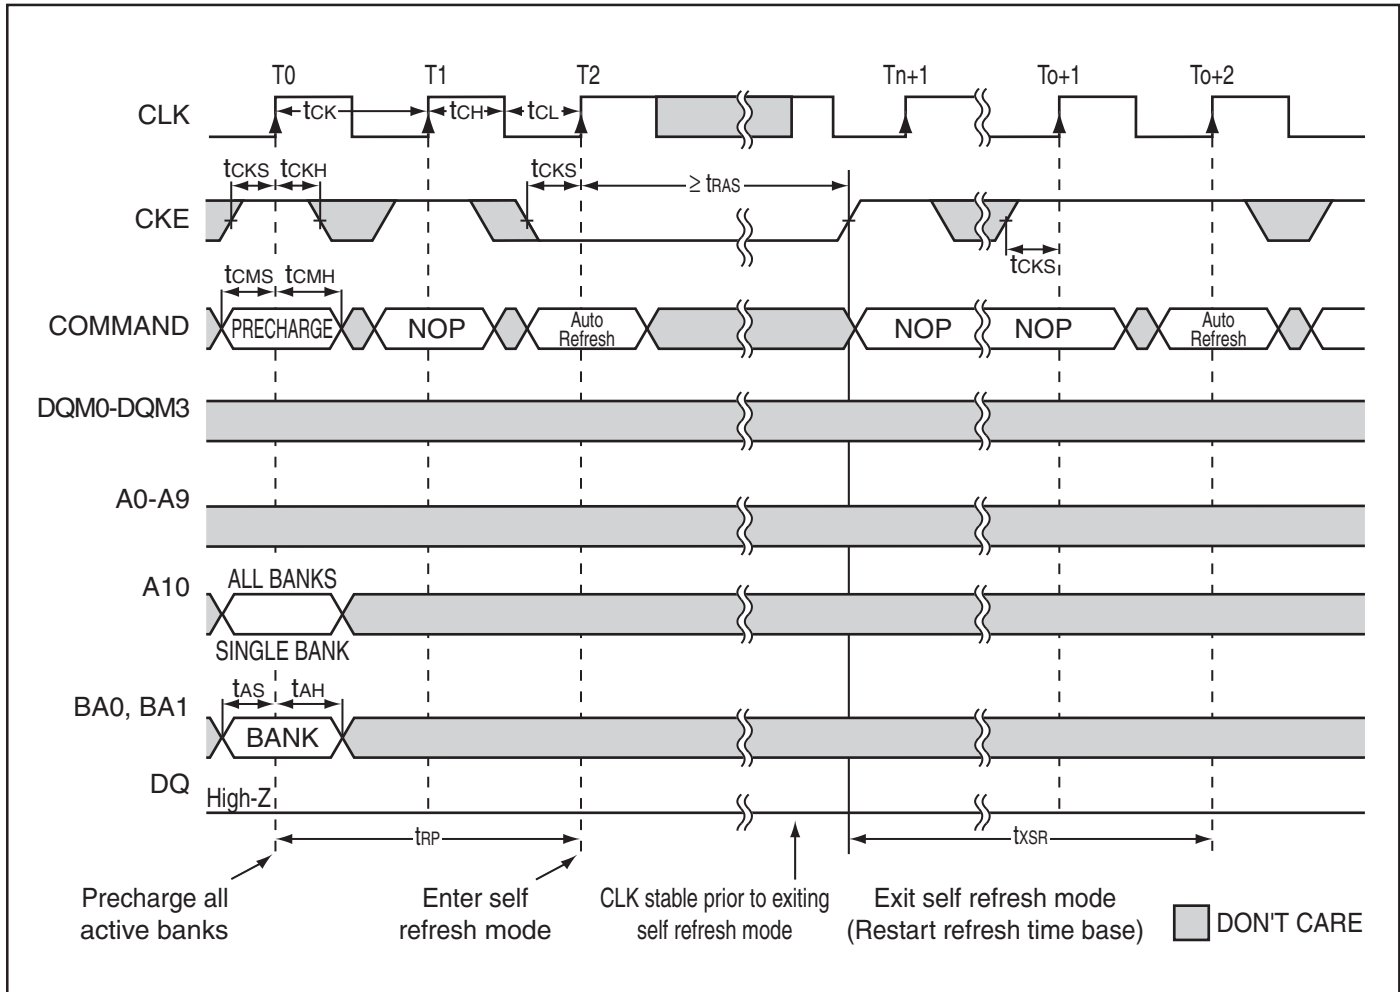 T0 T1 T2 Tn+1 To+1 To+2
CLK tCK tCH tCL
tCKS tCKH tCKS ≥ tRAS
CKE
tCKS
tCMS tCMH
COMMAND PRECHARGE NOP Auto Refresh NOP NOP Auto Refresh
DQM0-DQM3
A0-A9
A10 ALL BANKS
SINGLE BANK
tAS tAH
BA0, BA1 BANK
DQ High-Z
tRP tXSR
Precharge all
active banks
Enter self
refresh mode
CLK stable prior to exiting
self refresh mode
Exit self refresh mode
(Restart refresh time base)
DON'T CARE